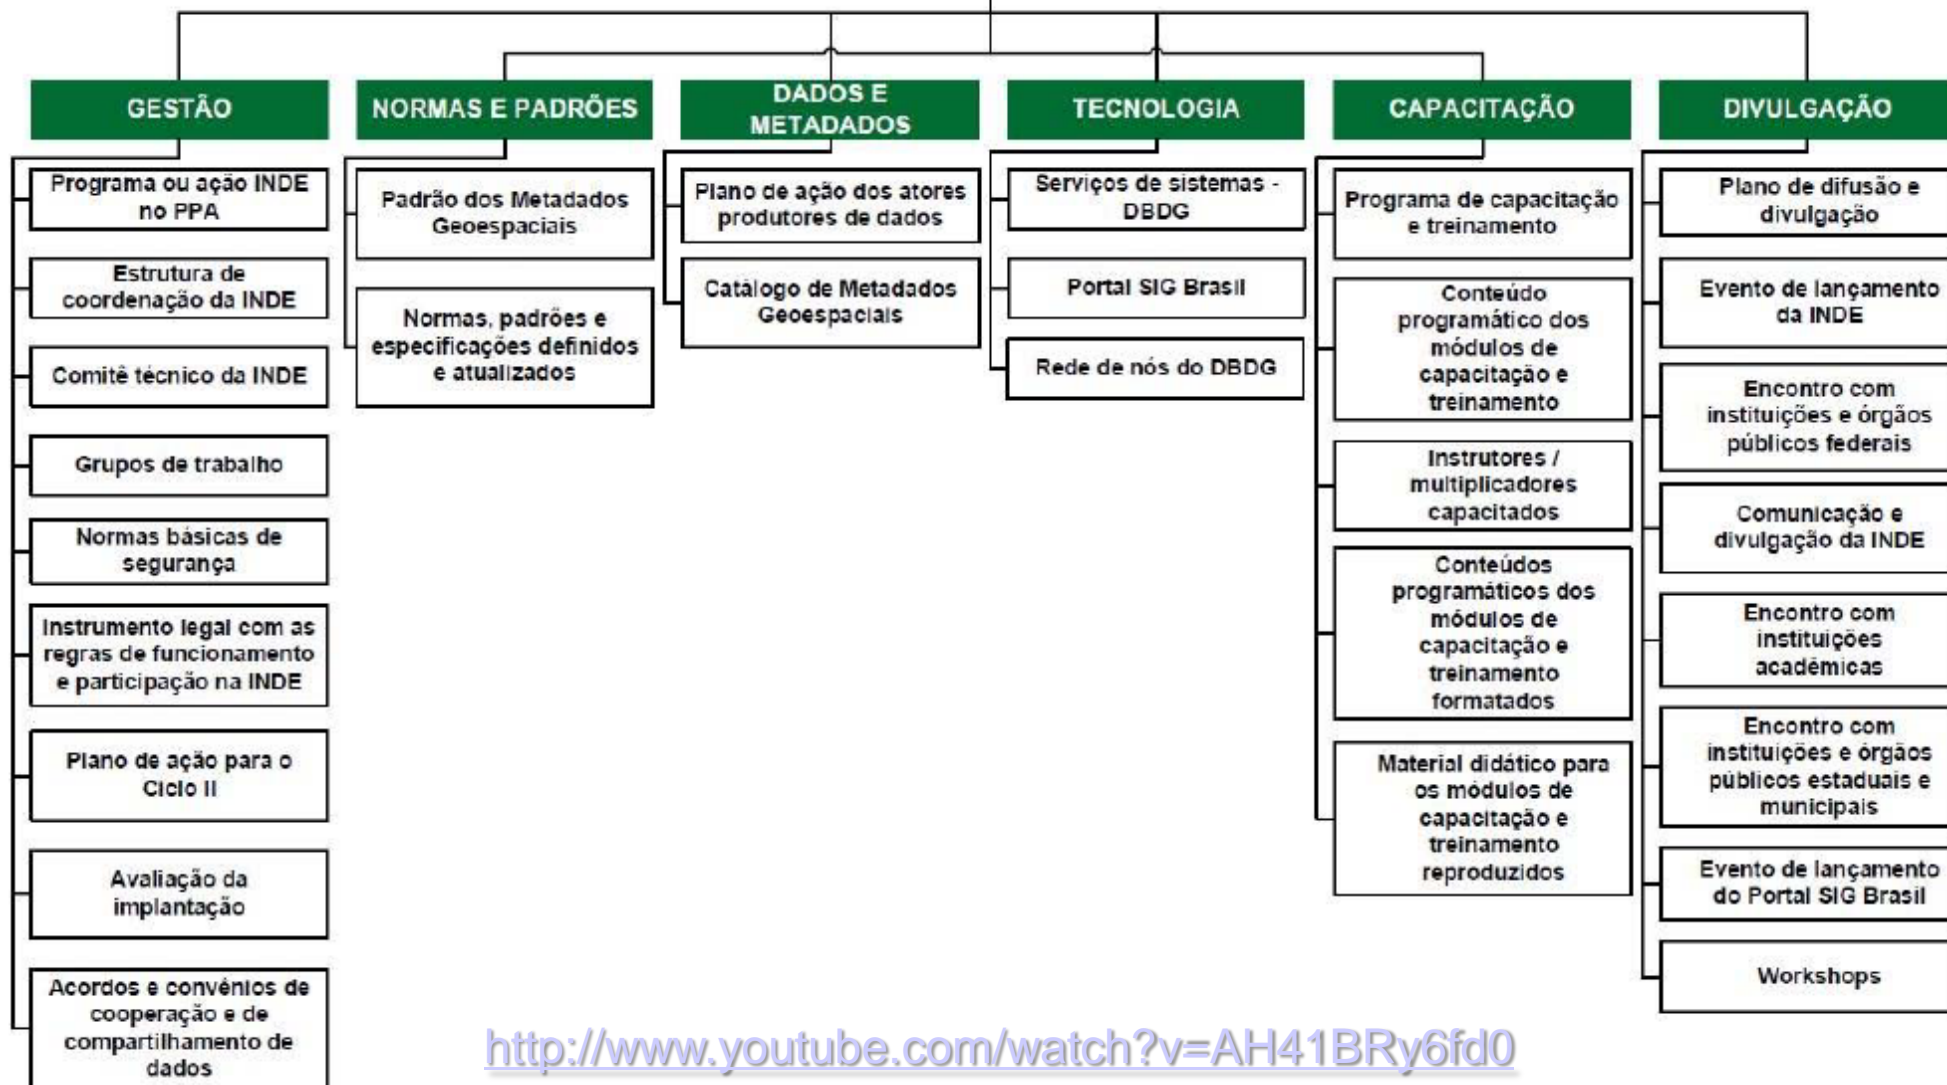 GESTÃO
Programa ou ação INDE
no PPA
Estrutura de
coordenação da INDE
Comitê técnico da INDE
Grupos de trabalho
Normas básicas de
segurança
Instrumento legal com as
regras de funcionamento
e participação na INDE
Plano de ação para o
Ciclo II
Avaliação da
implantação
Acordos e convênios de
cooperação e de
compartilhamento de
dados
NORMAS E PADRÕES
Padrão dos Metadados
Geoespaciais
Normas, padrões e
especificações definidos
e atualizados
DADOS E
METADADOS
Plano de ação dos atores
produtores de dados
Catálogo de Metadados
Geoespaciais
TECNOLOGIA
Serviços de sistemas -
DBDG
Portal SIG Brasil
Rede de nós do DBDG
CAPACITAÇÃO
Programa de capacitação
e treinamento
Conteúdo
programático dos
módulos de
capacitação e
treinamento
Instrutores /
multiplicadores
capacitados
Conteúdos
programáticos dos
módulos de
capacitação e
treinamento
formatados
Material didático para
os módulos de
capacitação e
treinamento
reproduzidos
DIVULGAÇÃO
Plano de difusão e
divulgação
Evento de lançamento
da INDE
Encontro com
instituições e órgãos
públicos federais
Comunicação e
divulgação da INDE
Encontro com
instituições
acadêmicas
Encontro com
instituições e órgãos
públicos estaduais e
municipais
Evento de lançamento
do Portal SIG Brasil
Workshops
http://www.youtube.com/watch?v=AH41BRy6fd0